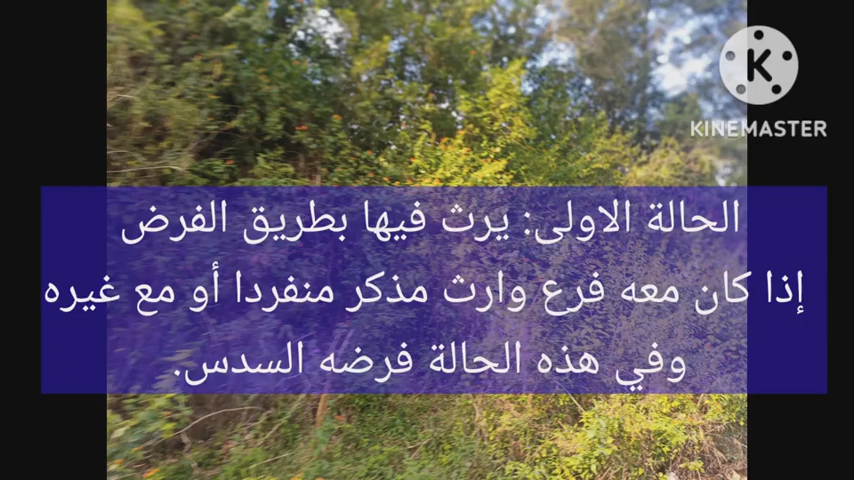 KINEMASTER
الحالة الاولى: يرث فيها بطريق الفرض
إذا كان معه فرع وارث مذكر منفردا أو مع غيره
وفي هذه الحالة فرضه السدس.